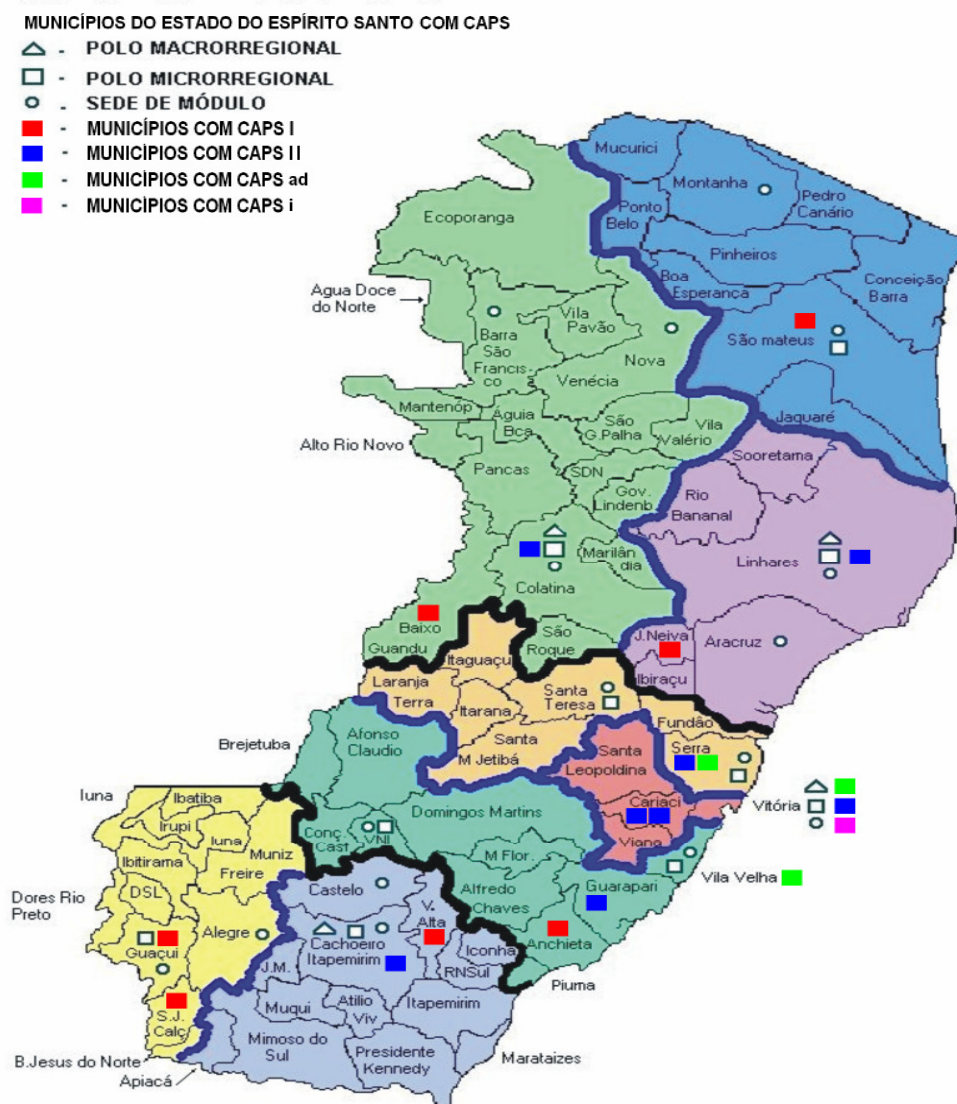 MUNICÍPIOS DO ESTADO DO ESPÍRITO SANTO COM CAPS
- POLO MACRORREGIONAL
- POLO MICRORREGIONAL
- SEDE DE MÓDULO
- MUNICÍPIOS COM CAPS I
- MUNICÍPIOS COM CAPS II
- MUNICÍPIOS COM CAPS ad
- MUNICÍPIOS COM CAPS i
Mucurici
Montanha
Pedro
Canário
Ecoporanga
Ponto
Belo
Pinheiros
Boa
Esperança
Conceição
Barra
Agua Doce
do Norte
Vila
Pavão
Barra
São
Francis
co
São mateus
Nova
Venécia
Mantenóp
Águia
Bca
São
G.Palha
Vila
Valério
Jaquaré
Alto Rio Novo
Sooretama
Pancas
SDN
Gov.
Lindenb.
Rio
Bananal
Marilân
dia
Linhares
Colatina
Baixo
Guandu
São
Roque
J.Neiva
Aracruz
Ibiraçu
Itaguaçu
Laranja
Terra
Santa
Teresa
Itarana
Fundão
Brejetuba
Afonso
Claudio
Santa
M Jetibá
Santa
Leopoldina
Serra
Iuna
Ibatiba
Irupi
Iuna
Domingos Martins
Cariaci
Vitória
Conç.
Cast
VNI
Viana
Ibitirama
Muniz
Freire
M Flor.
DSL
Castelo
Alfredo
Chaves
Guarapari
Vila Velha
Dores Rio
Preto
V.
Alta
Alegre
Guaçui
Cachoeiro
Itapemirim
Iconha
Anchieta
J.M.
RNSul
Piuma
S.J.
Calç
Muqui
Atilio
Viv
Itapemirim
Mimoso do
Sul
Presidente
Kennedy
Marataizes
B.Jesus do Norte
Apiacá